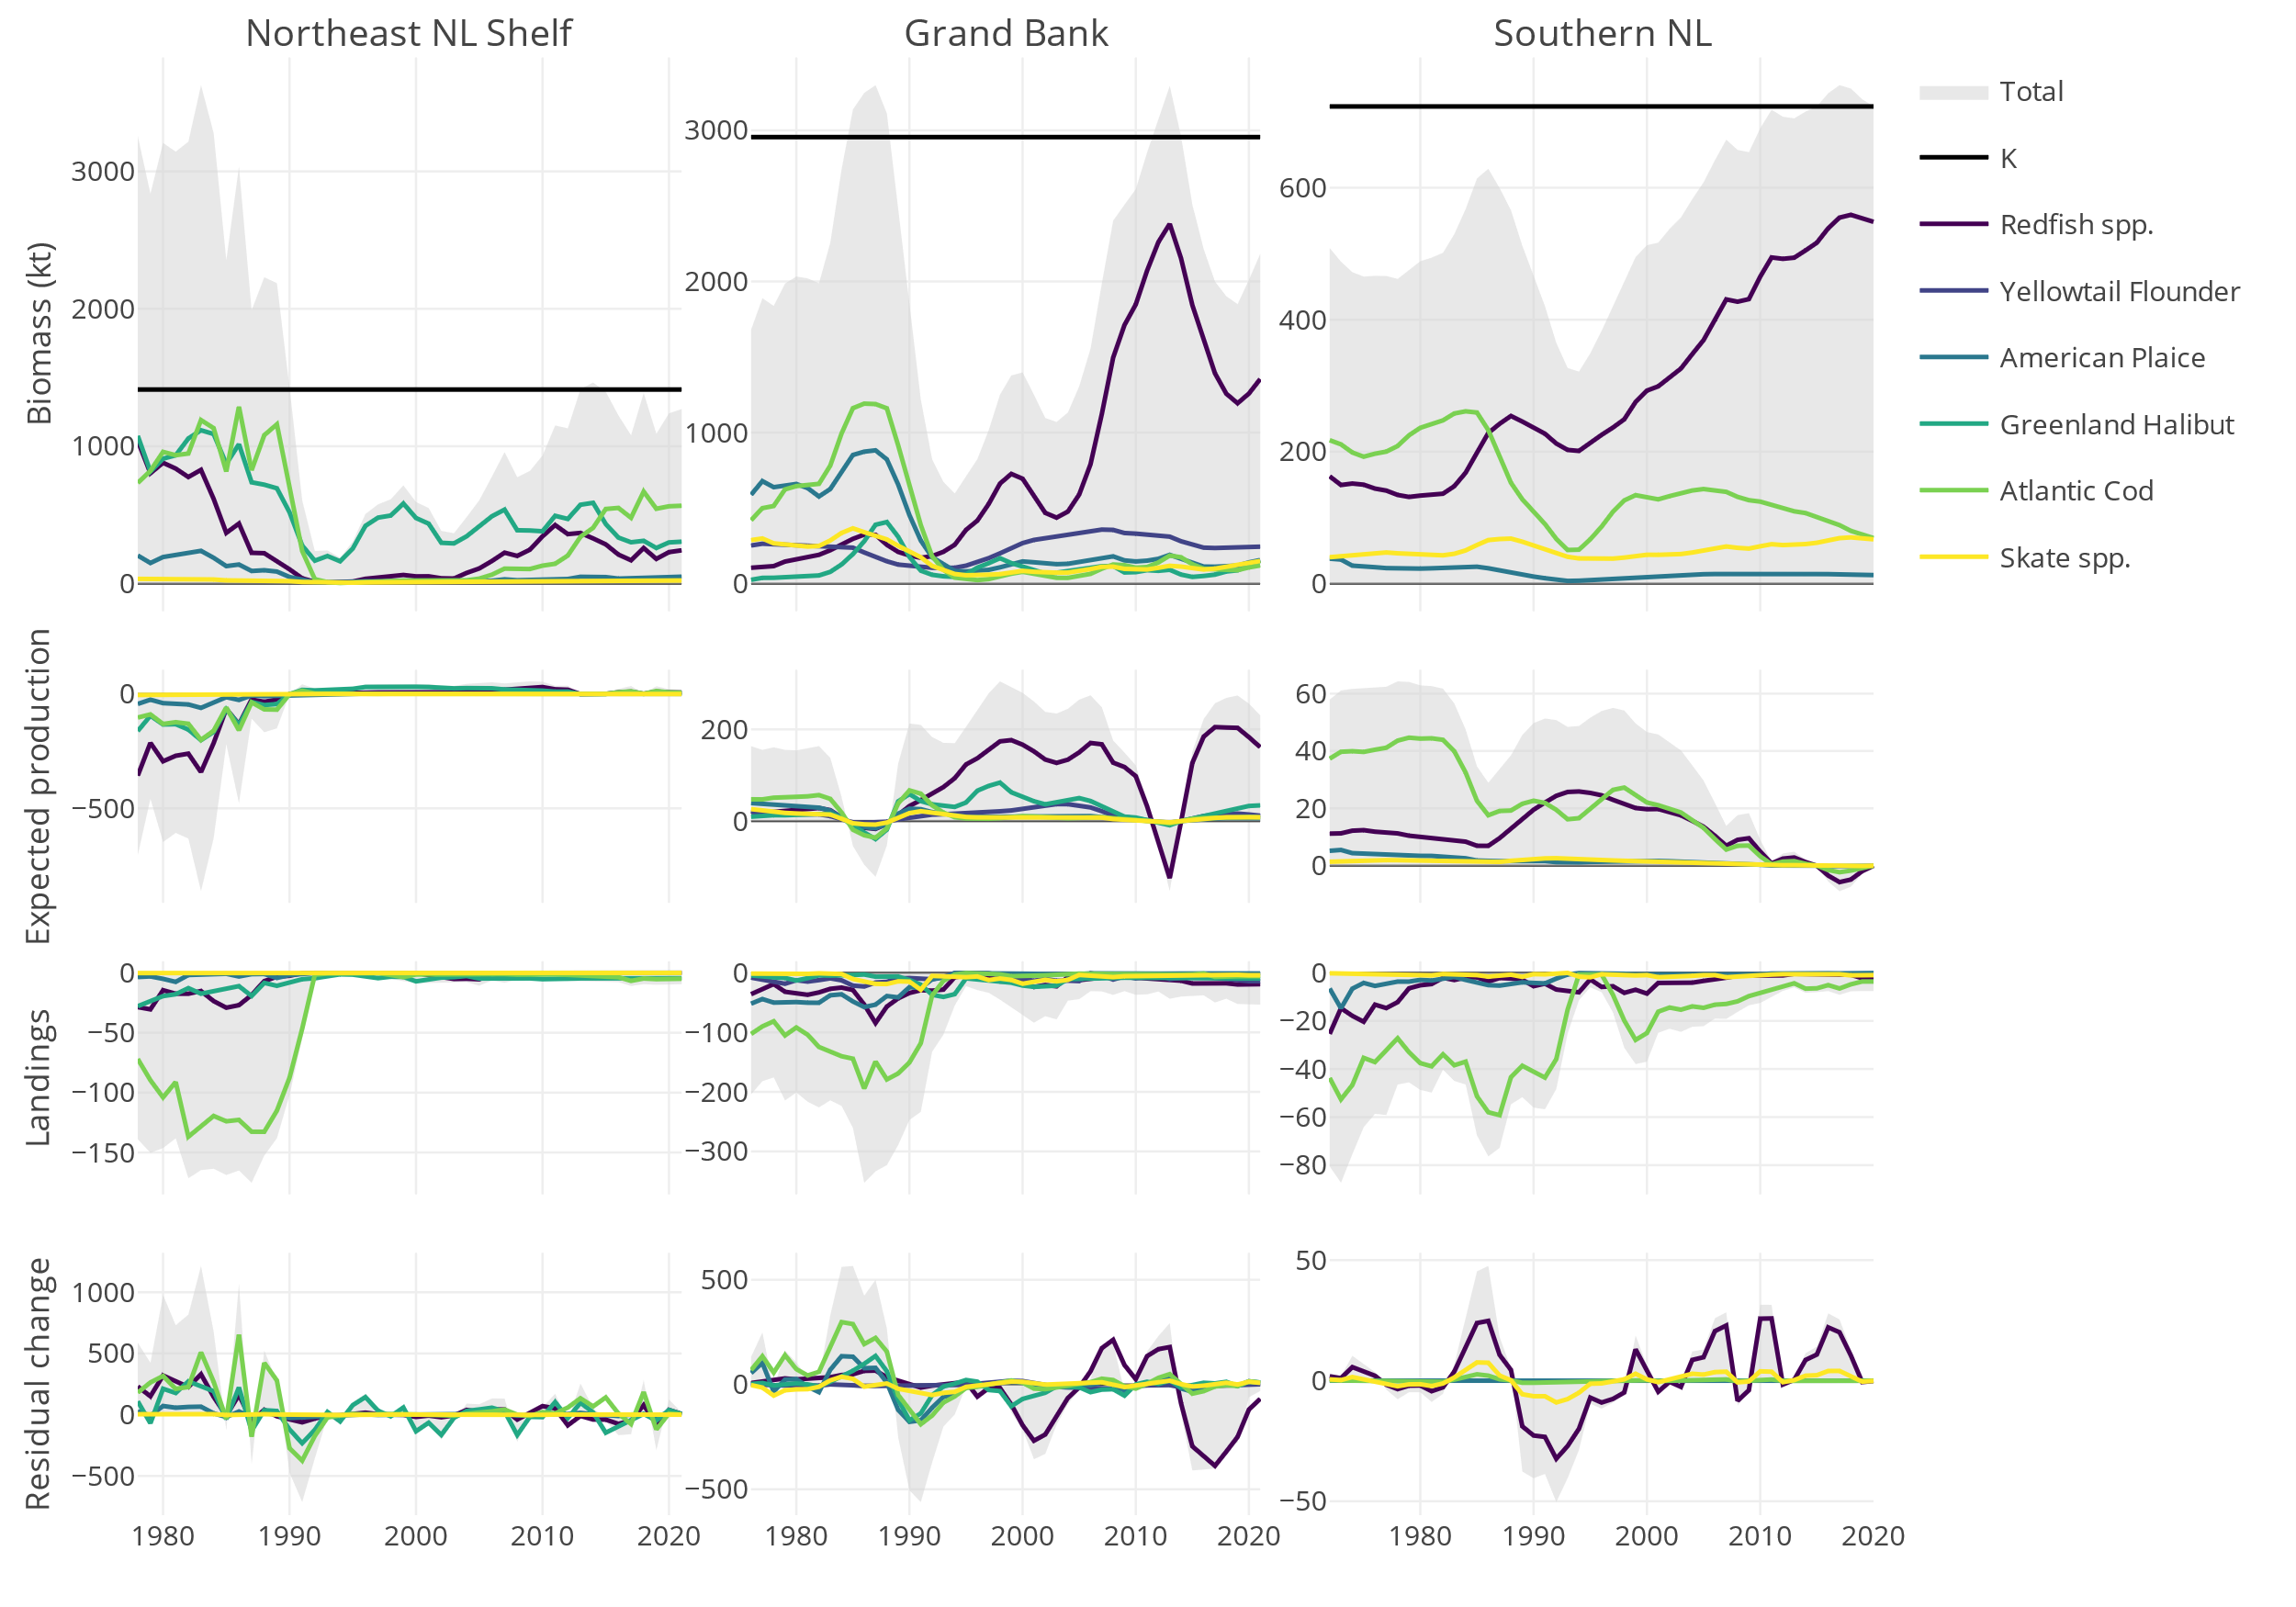 Northeast NL Shelf
Grand Bank
Southern NL
Total
K
Redfish spp.
Yellowtail Flounder
American Plaice
Greenland Halibut
Atlantic Cod
Skate spp.
Biomass (kt)
3000
2000
1000
0
3000
2000
1000
0
600
400
200
0
Expected production
0
−500
200
0
60
40
20
0
Landings
0
−50
−100
−150
0
−100
−200
−300
0
−20
−40
−60
−80
Residual change
1000
500
0
−500
500
0
−500
50
0
−50
1980 1990 2000 2010 2020
1980 1990 2000 2010 2020
1980 1990 2000 2010 2020